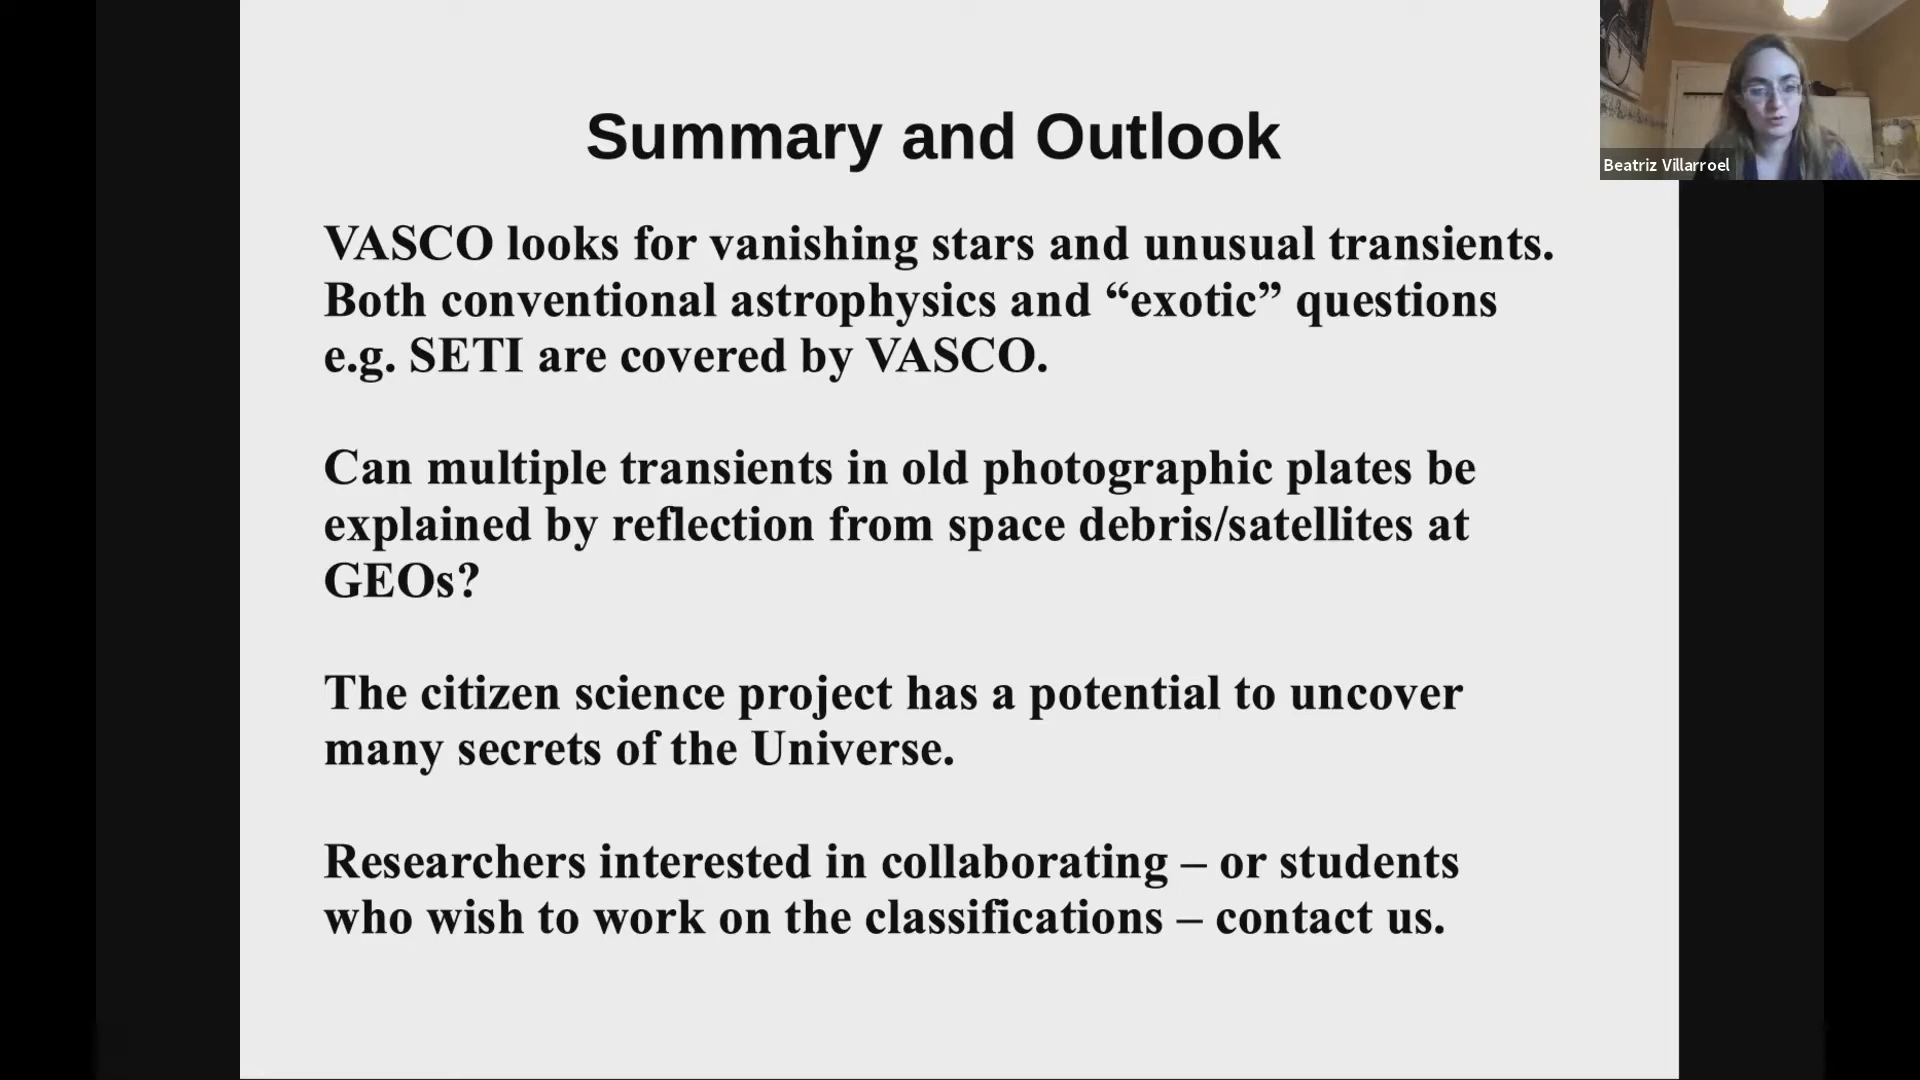 Summary and Outlook
Beatriz Villarroel
VASCO looks for vanishing stars and unusual transients.
Both conventional astrophysics and “exotic” questions
e.g. SETI are covered by VASCO.
Can multiple transients in old photographic plates be
explained by reflection from space debris/satellites at
GEOs?
The citizen science project has a potential to uncover
many secrets of the Universe.
Researchers interested in collaborating – or students
who wish to work on the classifications – contact us.